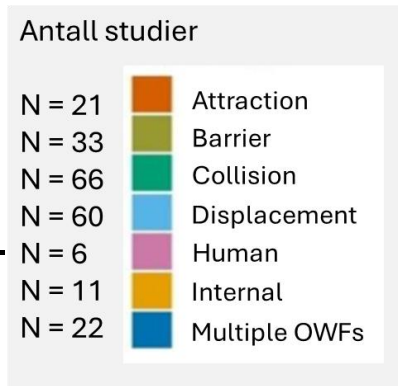 Antall studier
N = 21 Attraction
N = 33 Barrier
N = 66 Collision
N = 60 Displacement
N = 6 Human
N = 11 Internal
N = 22 Multiple OWFs